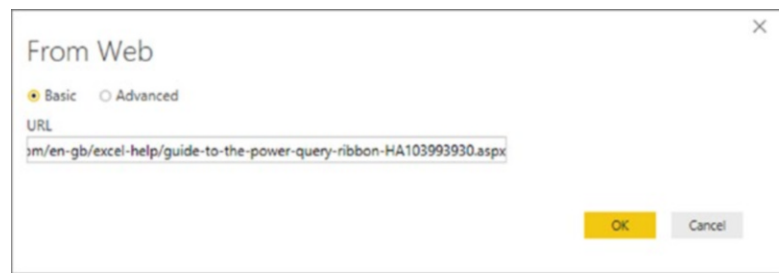 From Web
Basic Advanced
URL
om/en-gb/excel-help/guide-to-the-power-query-ribbon-HA103993930.aspx
OK Cancel